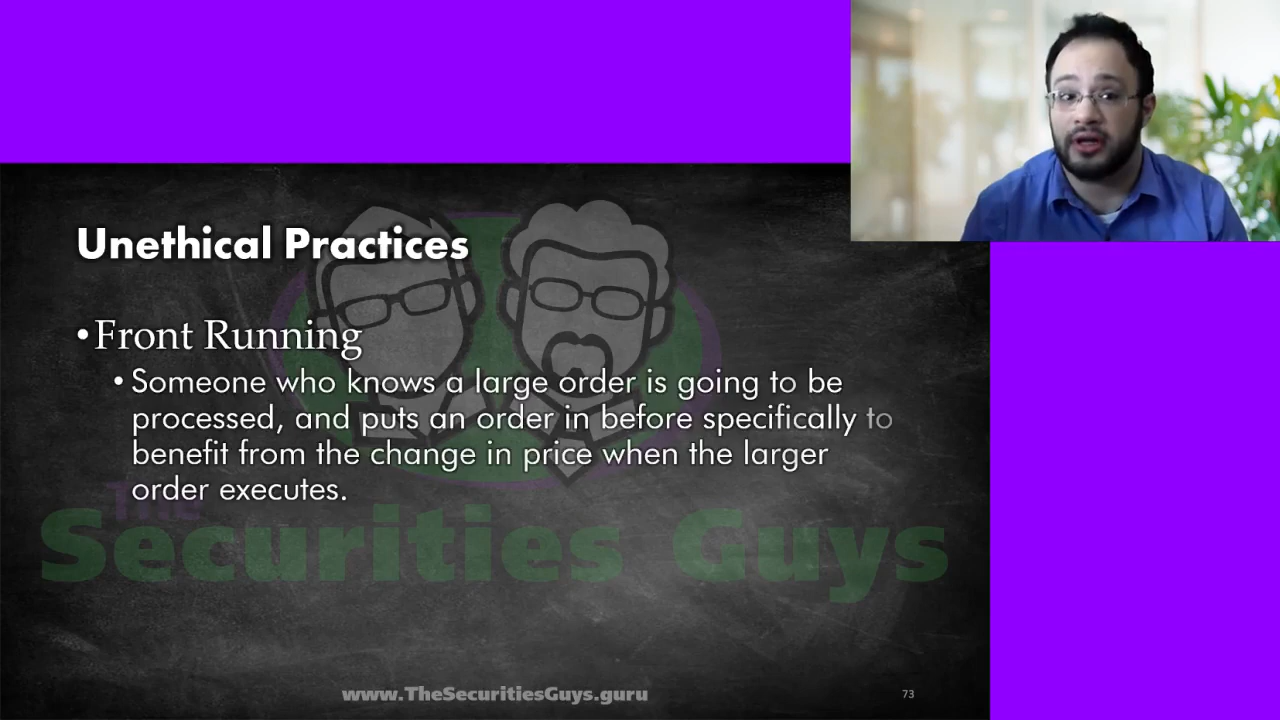 Unethical Practices
•Front Running
• Someone who knows a large order is going to be
processed, and puts an order in before specifically to
benefit from the change in price when the larger
order executes.
The
Securities Guys
www.TheSecuritiesGuys.guru
73